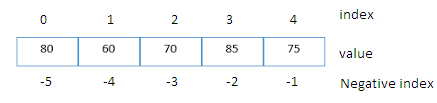 0 1 2 3 4 index
80 60 70 85 75 value
-5 -4 -3 -2 -1 Negative index